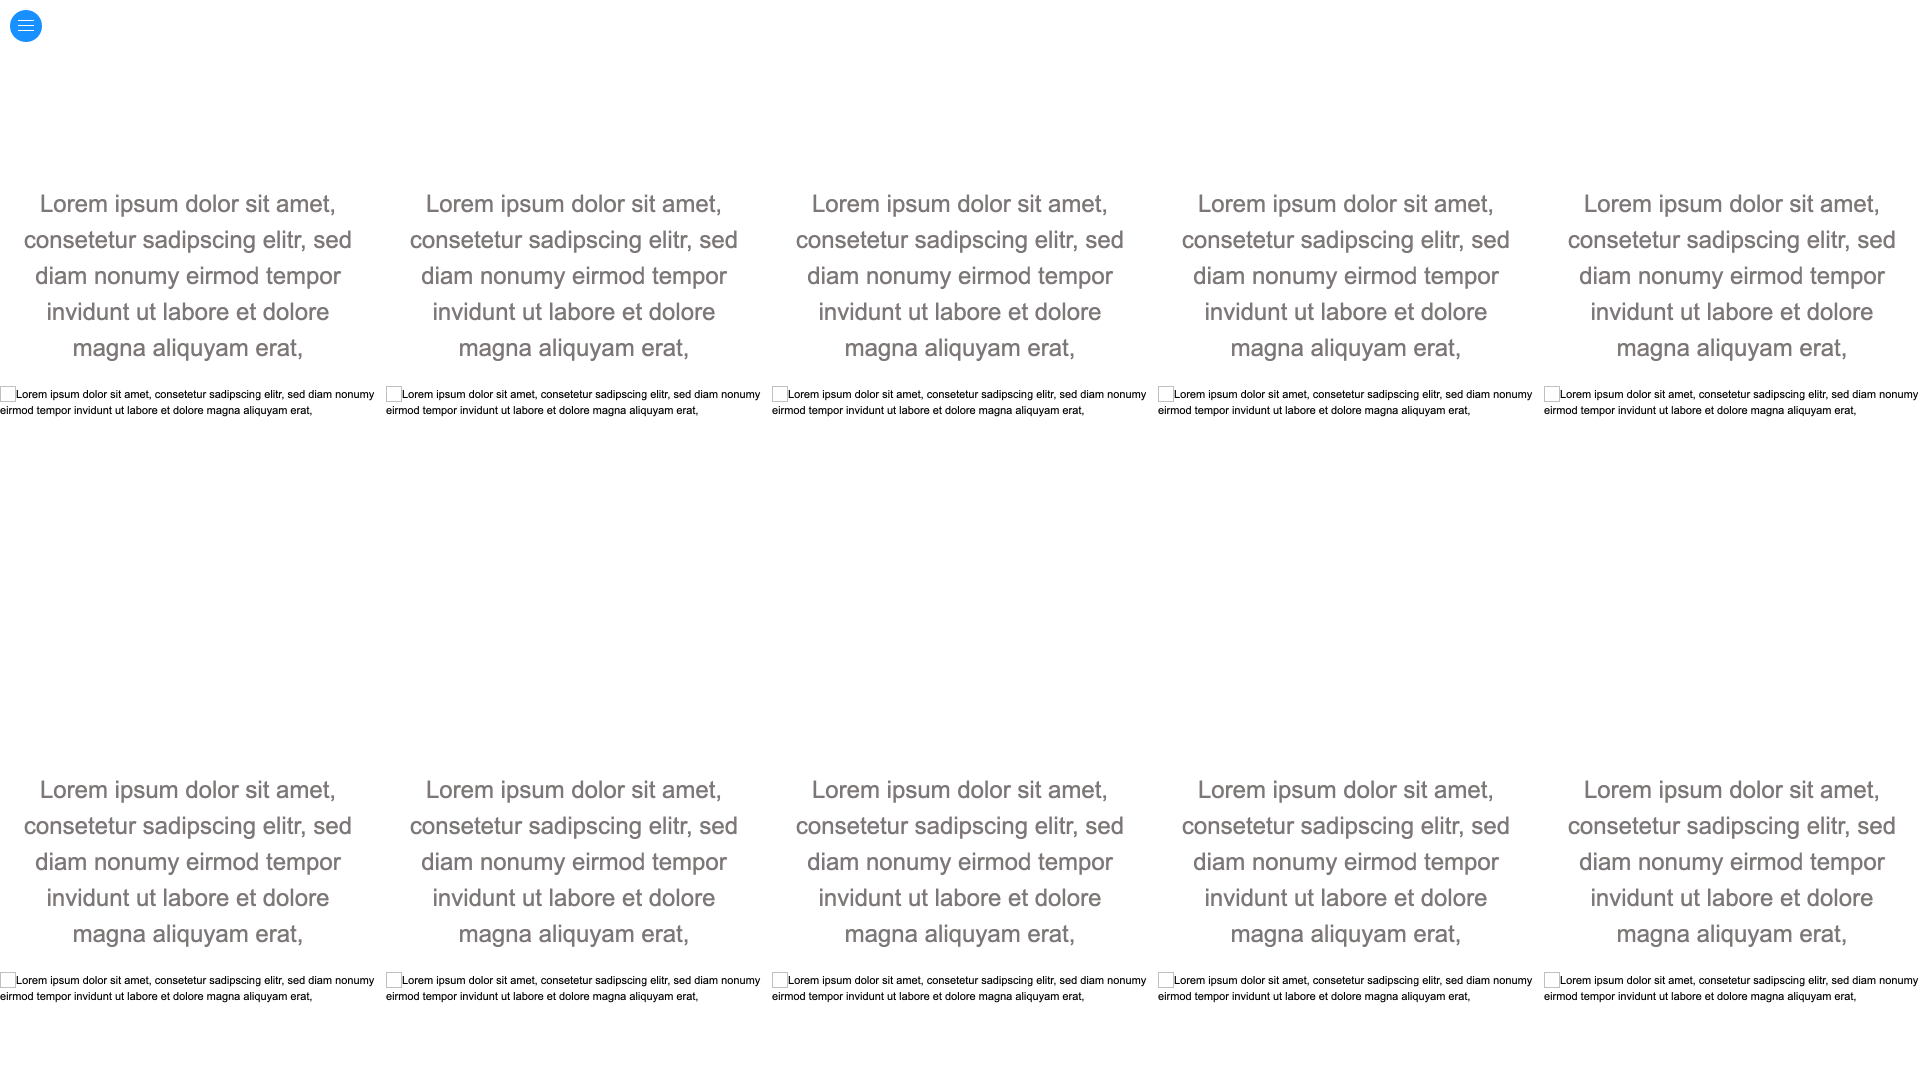 Lorem ipsum dolor sit amet,
consetetur sadipscing elitr, sed
diam nonumy eirmod tempor
invidunt ut labore et dolore
magna aliquyam erat,
Lorem ipsum dolor sit amet, consetetur sadipscing elitr, sed diam nonumy
eirmod tempor invidunt ut labore et dolore magna aliquyam erat,
Lorem ipsum dolor sit amet,
consetetur sadipscing elitr, sed
diam nonumy eirmod tempor
invidunt ut labore et dolore
magna aliquyam erat,
Lorem ipsum dolor sit amet, consetetur sadipscing elitr, sed diam nonumy
eirmod tempor invidunt ut labore et dolore magna aliquyam erat,
Lorem ipsum dolor sit amet,
consetetur sadipscing elitr, sed
diam nonumy eirmod tempor
invidunt ut labore et dolore
magna aliquyam erat,
Lorem ipsum dolor sit amet, consetetur sadipscing elitr, sed diam nonumy
eirmod tempor invidunt ut labore et dolore magna aliquyam erat,
Lorem ipsum dolor sit amet,
consetetur sadipscing elitr, sed
diam nonumy eirmod tempor
invidunt ut labore et dolore
magna aliquyam erat,
Lorem ipsum dolor sit amet, consetetur sadipscing elitr, sed diam nonumy
eirmod tempor invidunt ut labore et dolore magna aliquyam erat,
Lorem ipsum dolor sit amet,
consetetur sadipscing elitr, sed
diam nonumy eirmod tempor
invidunt ut labore et dolore
magna aliquyam erat,
Lorem ipsum dolor sit amet, consetetur sadipscing elitr, sed diam nonumy
eirmod tempor invidunt ut labore et dolore magna aliquyam erat,
Lorem ipsum dolor sit amet,
consetetur sadipscing elitr, sed
diam nonumy eirmod tempor
invidunt ut labore et dolore
magna aliquyam erat,
Lorem ipsum dolor sit amet, consetetur sadipscing elitr, sed diam nonumy
eirmod tempor invidunt ut labore et dolore magna aliquyam erat,
Lorem ipsum dolor sit amet,
consetetur sadipscing elitr, sed
diam nonumy eirmod tempor
invidunt ut labore et dolore
magna aliquyam erat,
Lorem ipsum dolor sit amet, consetetur sadipscing elitr, sed diam nonumy
eirmod tempor invidunt ut labore et dolore magna aliquyam erat,
Lorem ipsum dolor sit amet,
consetetur sadipscing elitr, sed
diam nonumy eirmod tempor
invidunt ut labore et dolore
magna aliquyam erat,
Lorem ipsum dolor sit amet, consetetur sadipscing elitr, sed diam nonumy
eirmod tempor invidunt ut labore et dolore magna aliquyam erat,
Lorem ipsum dolor sit amet,
consetetur sadipscing elitr, sed
diam nonumy eirmod tempor
invidunt ut labore et dolore
magna aliquyam erat,
Lorem ipsum dolor sit amet, consetetur sadipscing elitr, sed diam nonumy
eirmod tempor invidunt ut labore et dolore magna aliquyam erat,
Lorem ipsum dolor sit amet,
consetetur sadipscing elitr, sed
diam nonumy eirmod tempor
invidunt ut labore et dolore
magna aliquyam erat,
Lorem ipsum dolor sit amet, consetetur sadipscing elitr, sed diam nonumy
eirmod tempor invidunt ut labore et dolore magna aliquyam erat,